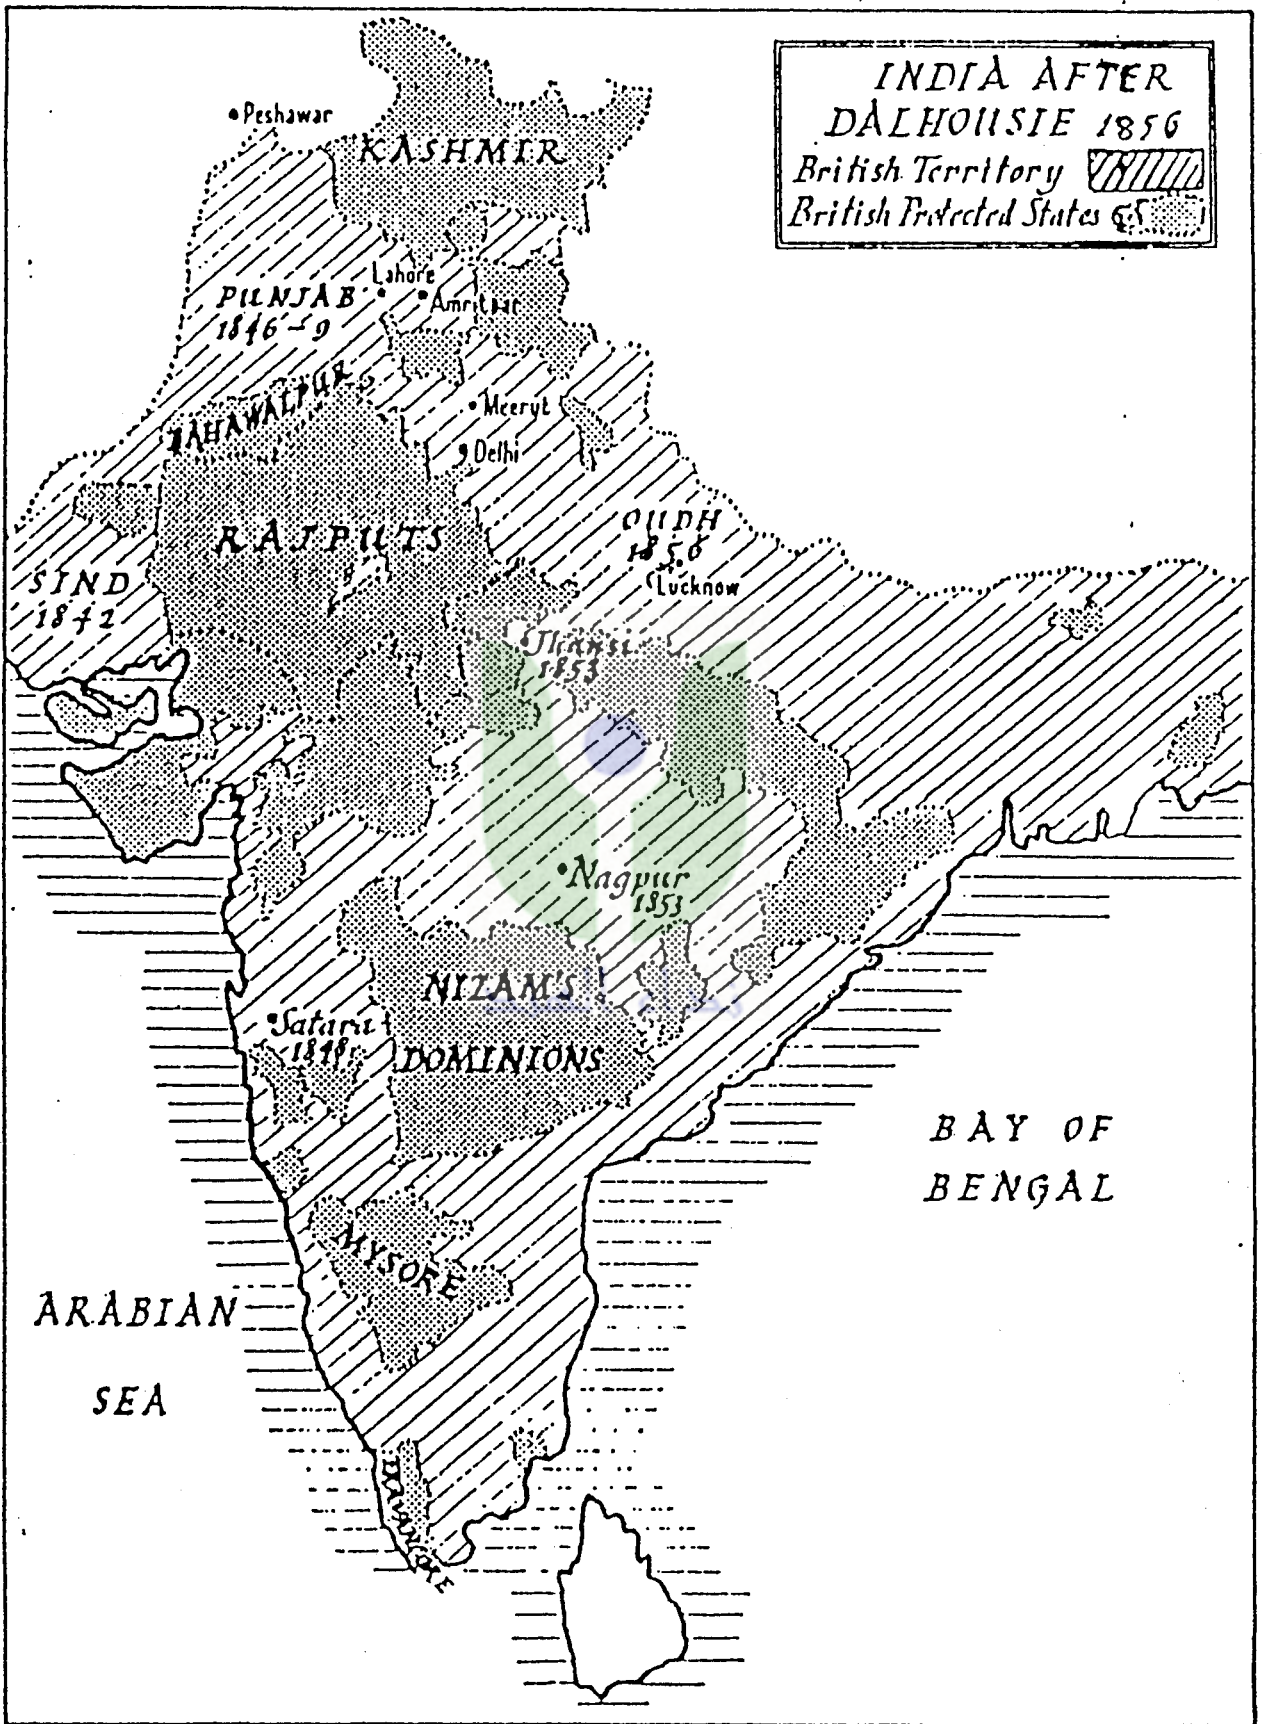 INDIA AFTER
DALHOUSIE 1856
British Territory
British Protected States
Peshawar
KASHMIR
Lahore
Amritsar
PUNJAB
1846-9
BAHAWALPUR
Meerut
Delhi
RAJPUTS
OUDH
1856
Lucknow
SIND
1842
Jhansi
1853
Nagpur
1853
NIZAM'S
DOMINIONS
Satara
1848
BAY OF
BENGAL
MYSORE
ARABIAN
SEA
TRAVANCORE